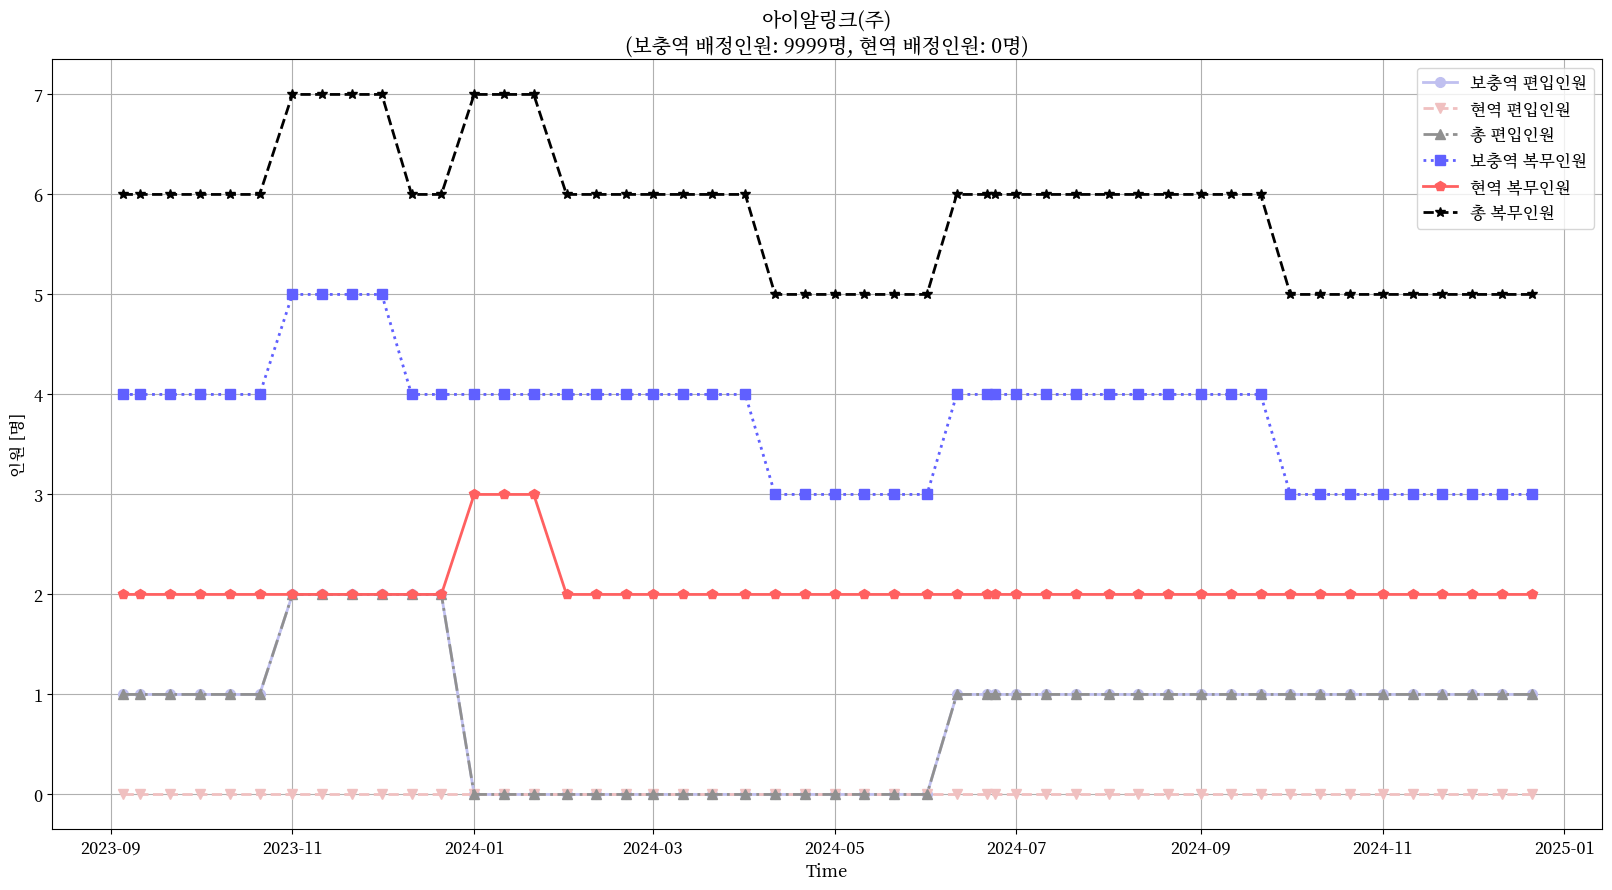 아이알링크(주)
(보충역 배정인원: 9999명, 현역 배정인원: 0명)
보충역 편입인원
현역 편입인원
총 편입인원
보충역 복무인원
현역 복무인원
총 복무인원
인원 [명]
7
6
5
4
3
2
1
0
2023-09 2023-11 2024-01 2024-03 2024-05 2024-07 2024-09 2024-11 2025-01
Time